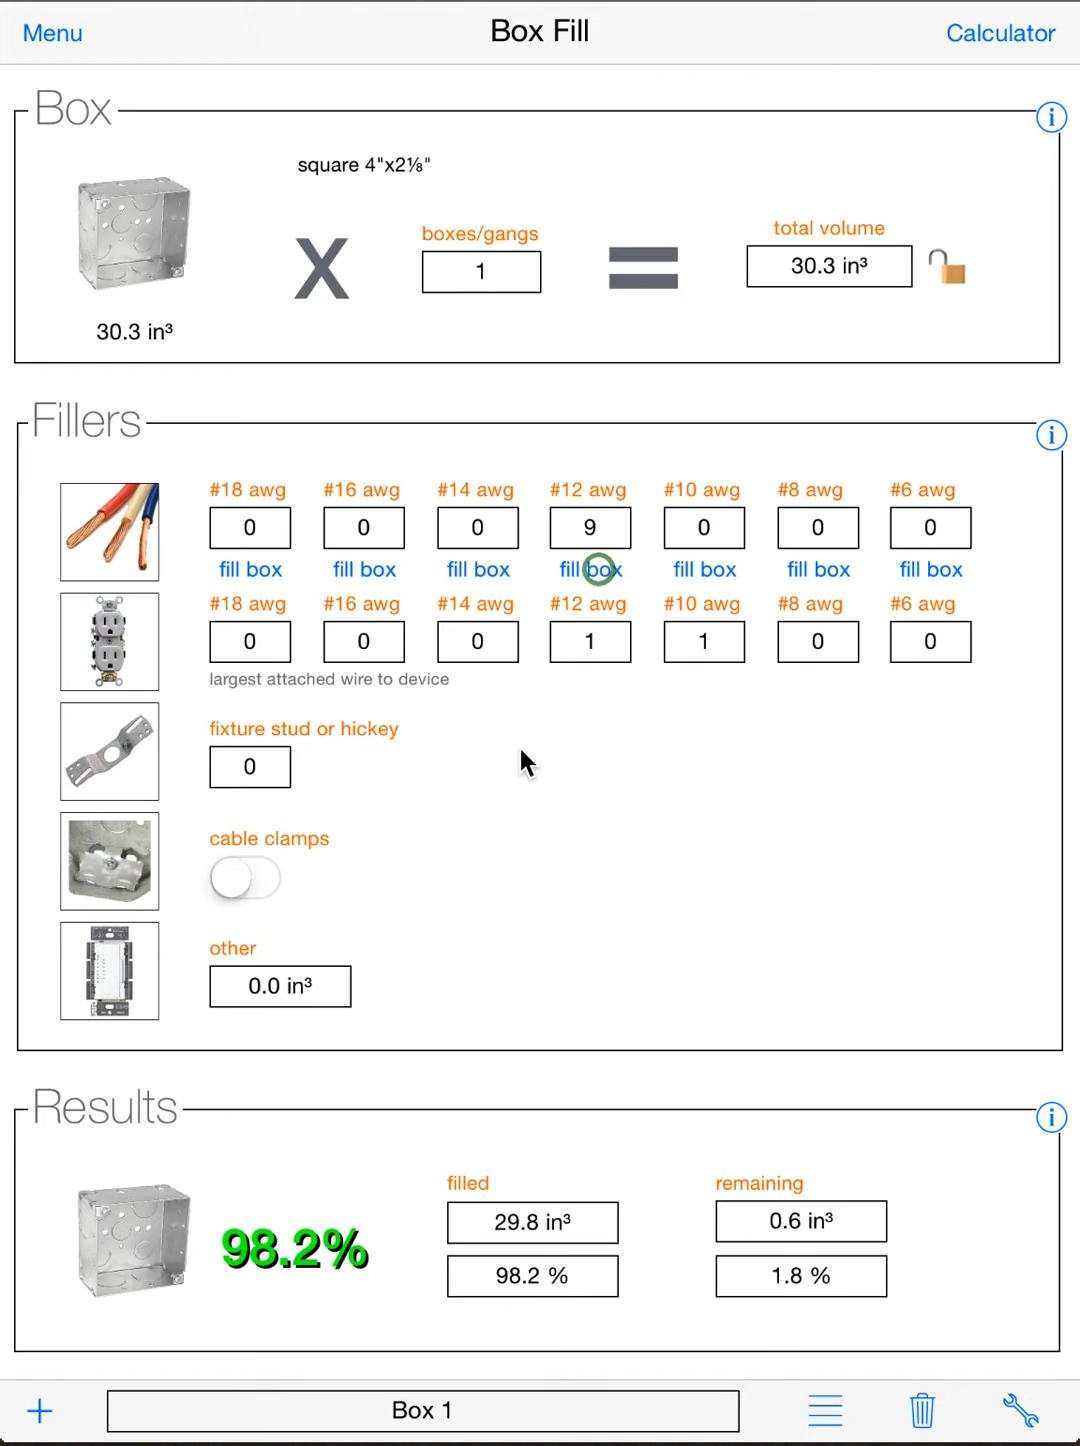 Menu
Box Fill
Calculator
Box
square 4"x2⅛"
boxes/gangs
total volume
X
1
=
30.3 in³
30.3 in³
Fillers
#18 awg #16 awg #14 awg #12 awg #10 awg #8 awg #6 awg
0 0 0 9 0 0 0
fill box fill box fill box fill box fill box fill box fill box
#18 awg #16 awg #14 awg #12 awg #10 awg #8 awg #6 awg
0 0 0 1 1 0 0
largest attached wire to device
fixture stud or hickey
0
cable clamps
other
0.0 in³
Results
filled
remaining
98.2%
29.8 in³
0.6 in³
98.2 %
1.8 %
Box 1